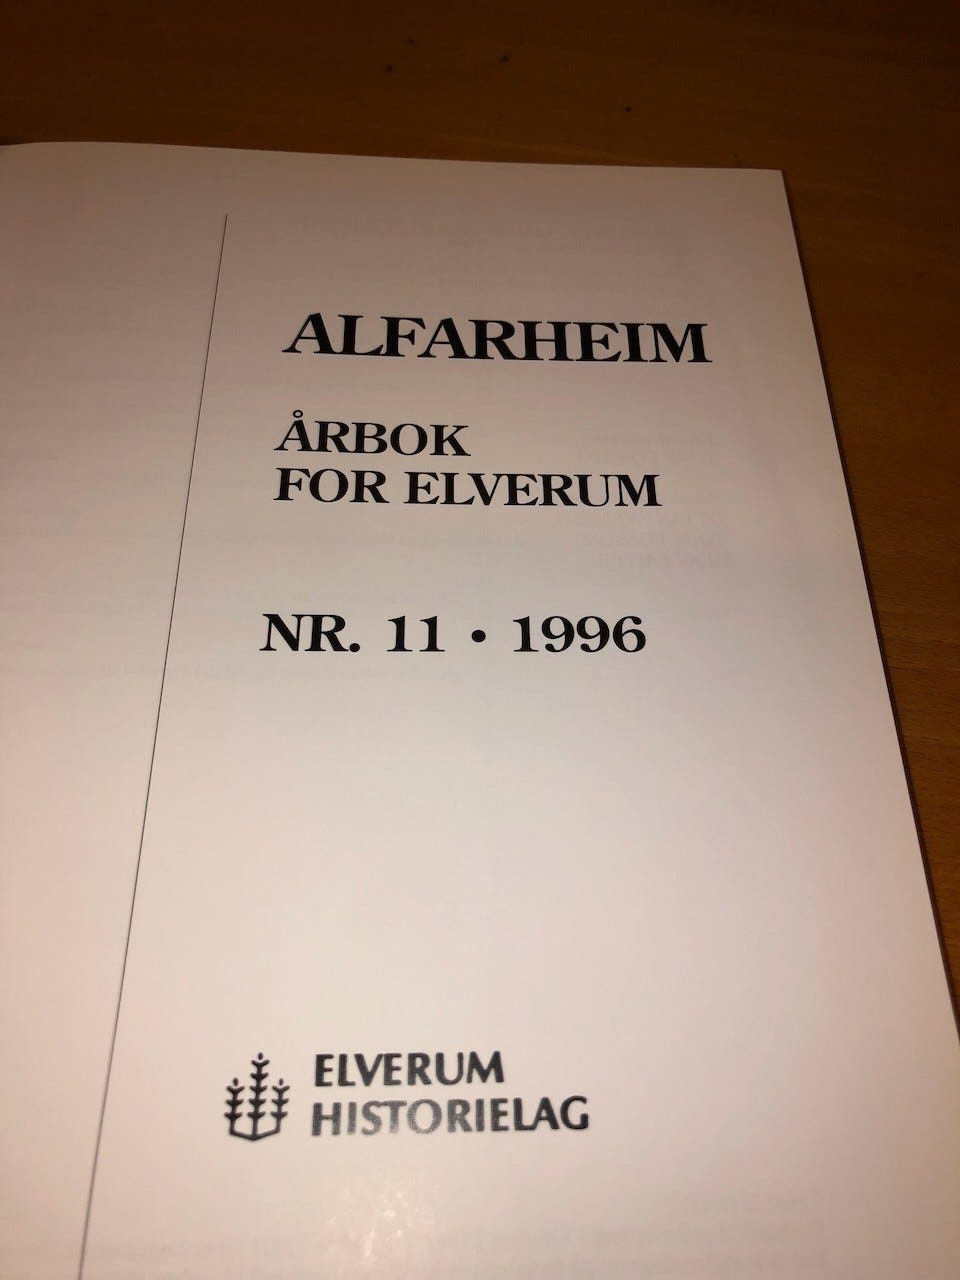 ALFARHEIM
ÅRBOK
FOR ELVERUM
NR. 11 • 1996
ELVERUM
HISTORIELAG